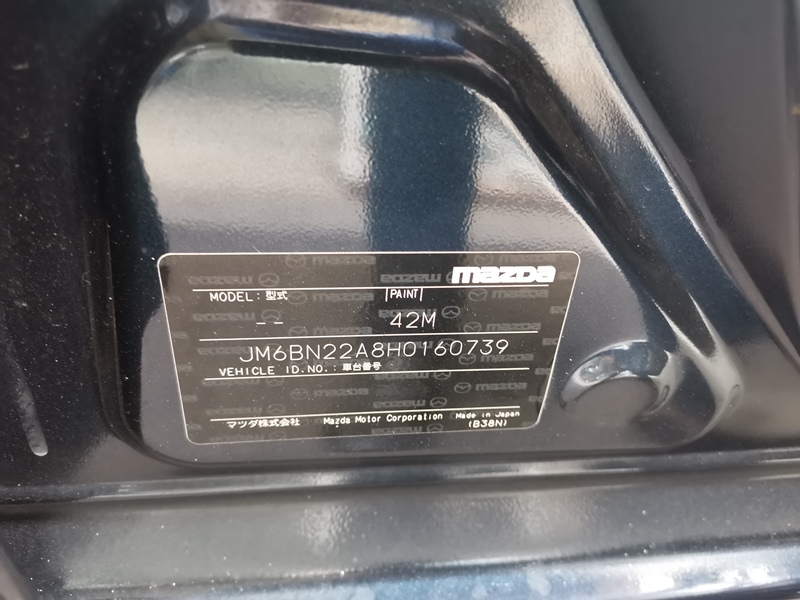 mazda
MODEL：型式 |PAINT|
-- 42M
JM6BN22A8H0160739
VEHICLE ID.NO.：車台番号
マツダ株式会社 Mazda Motor Corporation Made in Japan
(B38N)